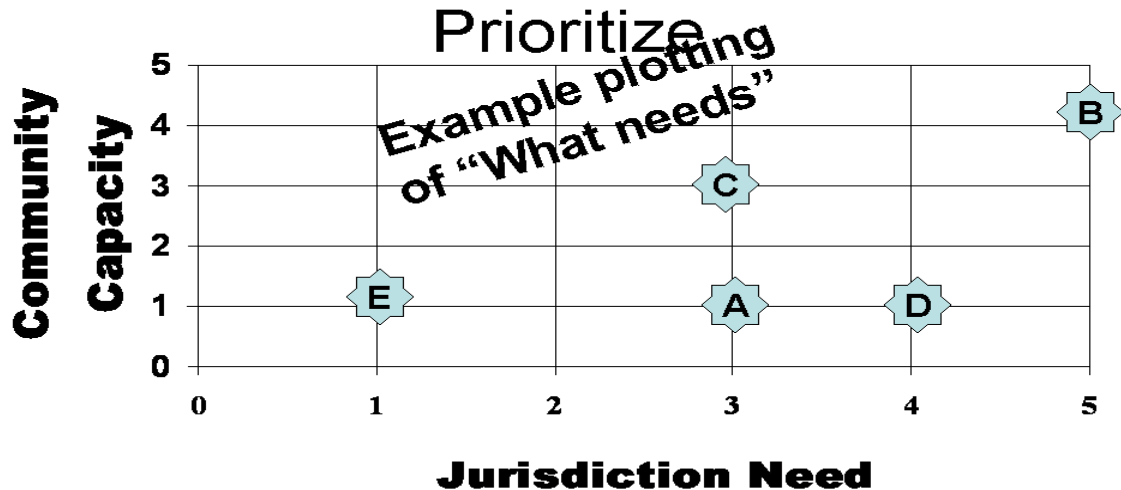 Prioritize
Example plotting
of “What needs”
Community
Capacity
5
4
3
2
1
0
B
C
E
A
D
0 1 2 3 4 5
Jurisdiction Need